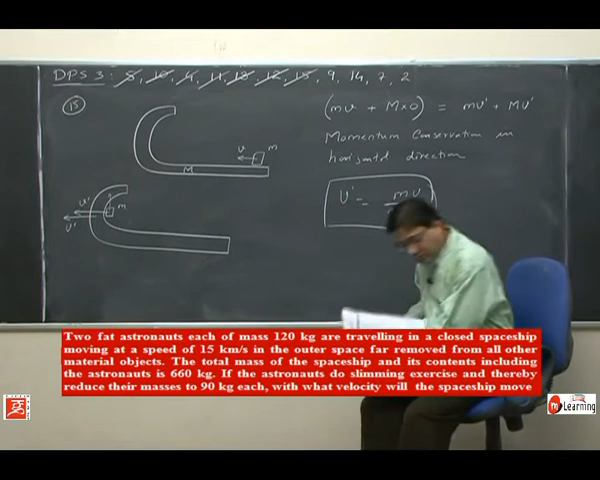 DPS 3 : 8, 10, 4, 11, 13, 12, 15, 9, 14, 7, 2
15
(mv + M×0) = mv' + Mv'
Momentum Conservation in
horizontal direction
v' = mv
v m
M
v' m
v'
Two fat astronauts each of mass 120 kg are travelling in a closed spaceship
moving at a speed of 15 km/s in the outer space far removed from all other
material objects. The total mass of the spaceship and its contents including
the astronauts is 660 kg. If the astronauts do slimming exercise and thereby
reduce their masses to 90 kg each, with what velocity will the spaceship move
Learning